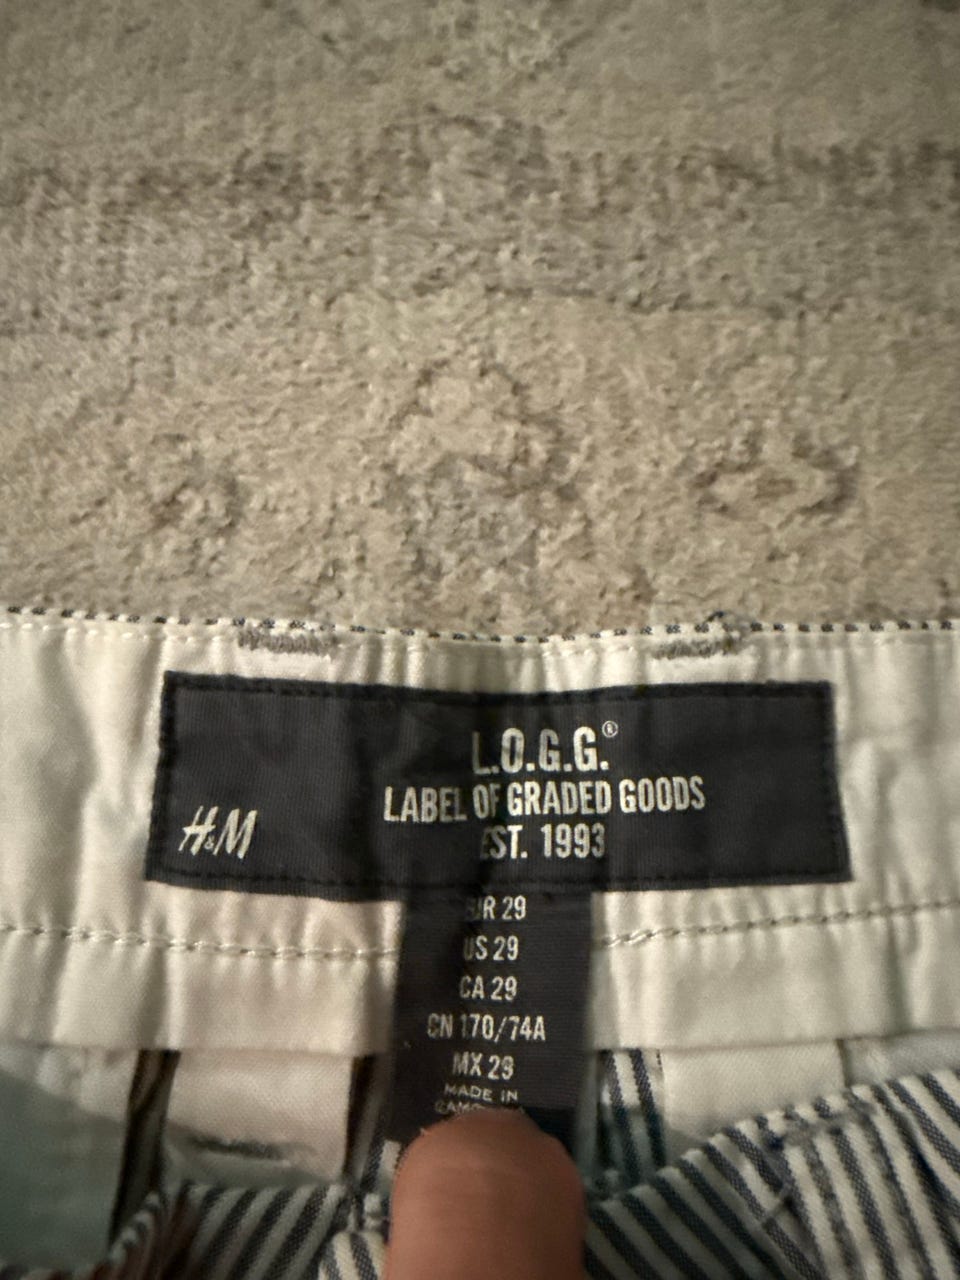 L.O.G.G.®
LABEL OF GRADED GOODS
H&M
EST. 1993
EUR 29
US 29
CA 29
CN 170/74A
MX 29
MADE IN